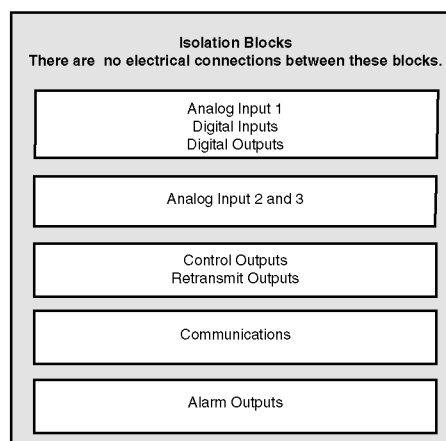 Isolation Blocks
There are no electrical connections between these blocks.
Analog Input 1
Digital Inputs
Digital Outputs
Analog Input 2 and 3
Control Outputs
Retransmit Outputs
Communications
Alarm Outputs